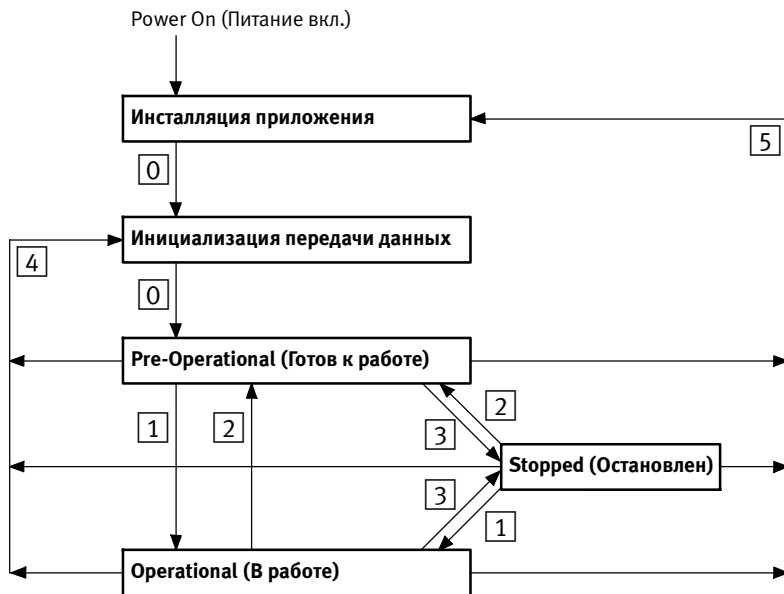 Power On (Питание вкл.)
Инсталляция приложения
5
0
Инициализация передачи данных
4
0
Pre-Operational (Готов к работе)
2
1
2
3
Stopped (Остановлен)
3
1
Operational (В работе)